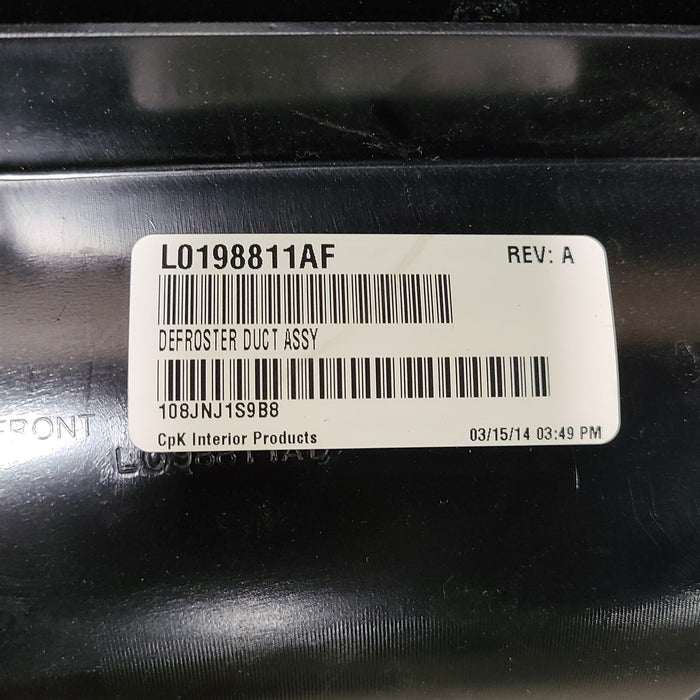 L0198811AF REV: A
DEFROSTER DUCT ASSY
108JNJ1S9B8
CpK Interior Products 03/15/14 03:49 PM
FRONT